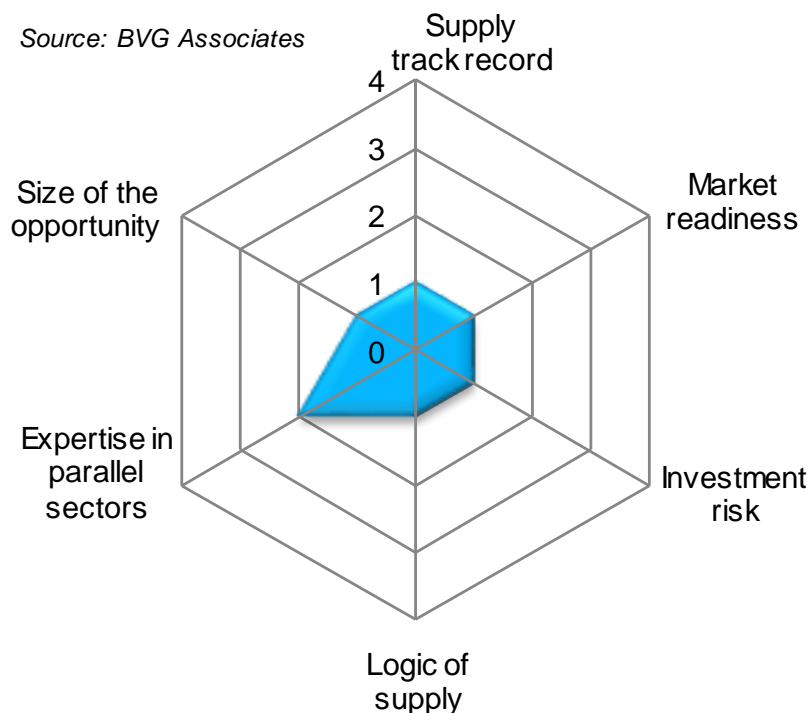 Source: BVG Associates
Supply
track record
4
3
2
1
0
Market
readiness
Investment
risk
Logic of
supply
Expertise in
parallel
sectors
Size of the
opportunity